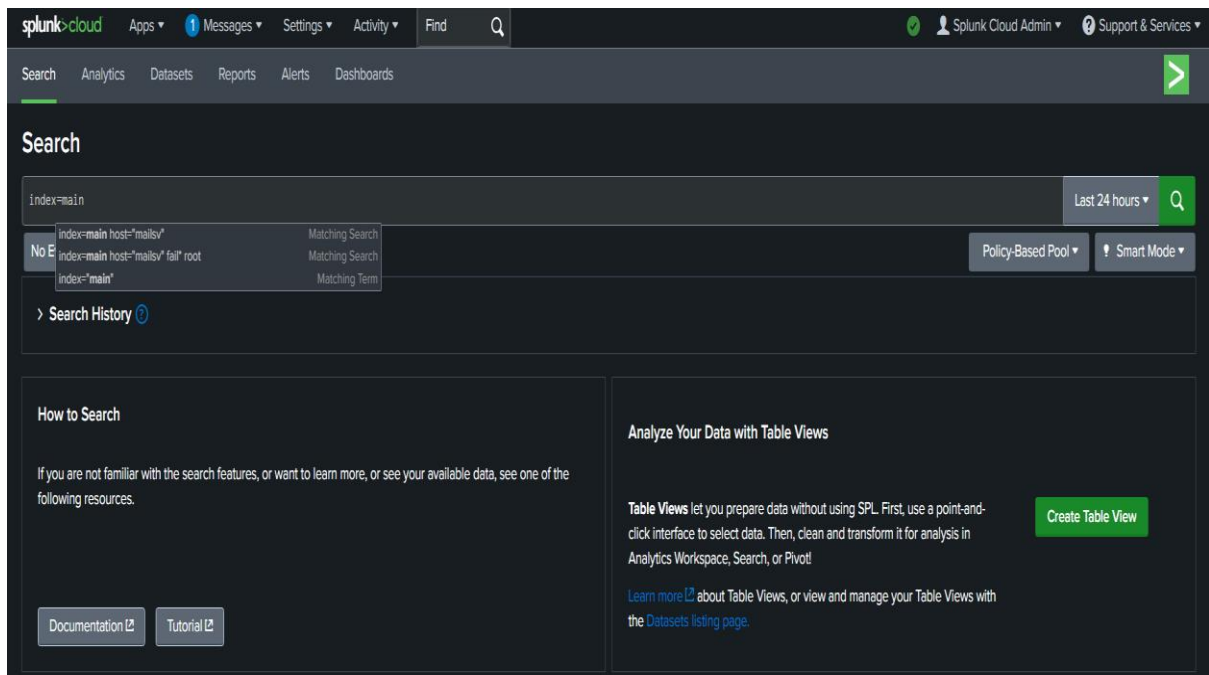 splunk>cloud Apps ▾ 1 Messages ▾ Settings ▾ Activity ▾ Find Splunk Cloud Admin ▾ ? Support & Services ▾
Search Analytics Datasets Reports Alerts Dashboards >
Search
index=main Last 24 hours ▾
index=main host="mailsv" Matching Search
No E Policy-Based Pool ▾ Smart Mode ▾
index=main host="mailsv" fail* root Matching Search
index="main" Matching Term
> Search History ?
How to Search
If you are not familiar with the search features, or want to learn more, or see your available data, see one of the
following resources.
Documentation Tutorial
Analyze Your Data with Table Views
Table Views let you prepare data without using SPL. First, use a point-and-
click interface to select data. Then, clean and transform it for analysis in
Analytics Workspace, Search, or Pivot!
Create Table View
Learn more about Table Views, or view and manage your Table Views with
the Datasets listing page.